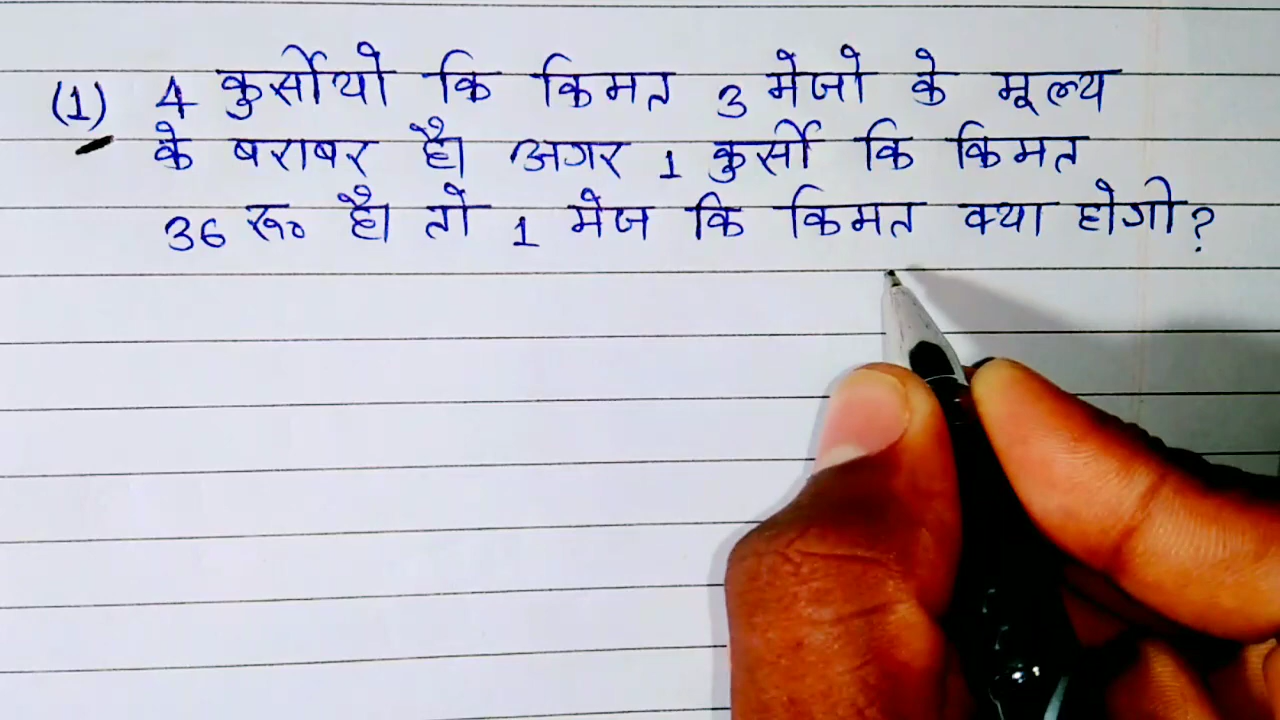 (1) 4 कुर्सीयो कि किमत 3 मेजो के मूल्य
के बराबर है। अगर 1 कुर्सी कि किमत
36 रू० है। तो 1 मेज कि किमत क्या होगी?